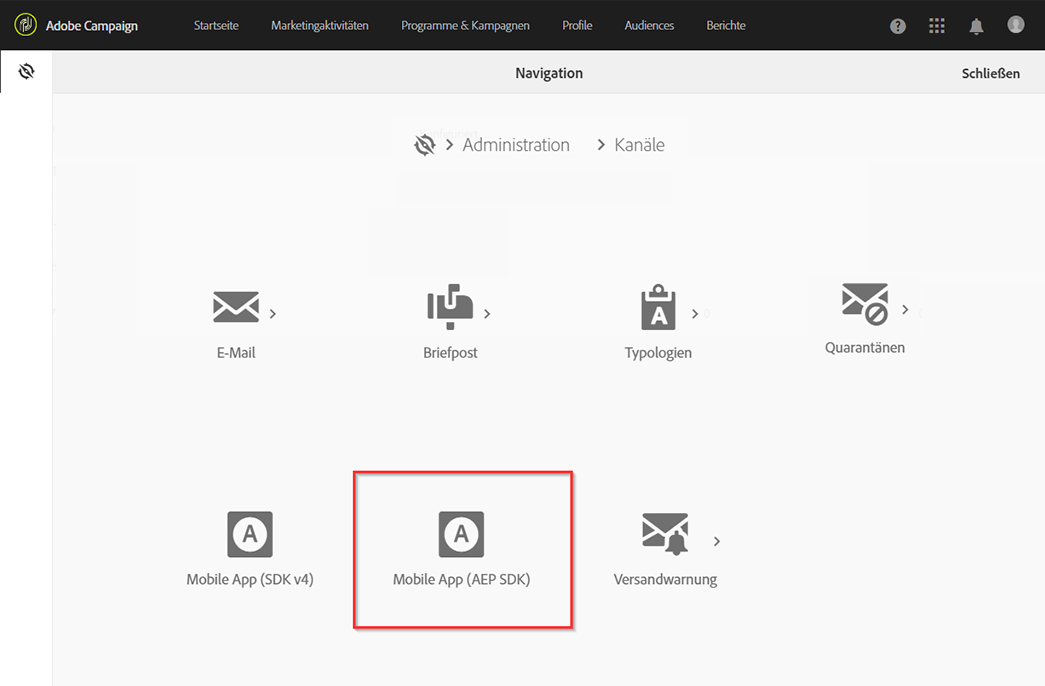 Adobe Campaign
Startseite
Marketingaktivitäten
Programme & Kampagnen
Profile
Audiences
Berichte
Navigation
Schließen
Administration
Kanäle
E-Mail
Briefpost
A
Typologien
Quarantänen
A
Mobile App (SDK v4)
A
Mobile App (AEP SDK)
Versandwarnung